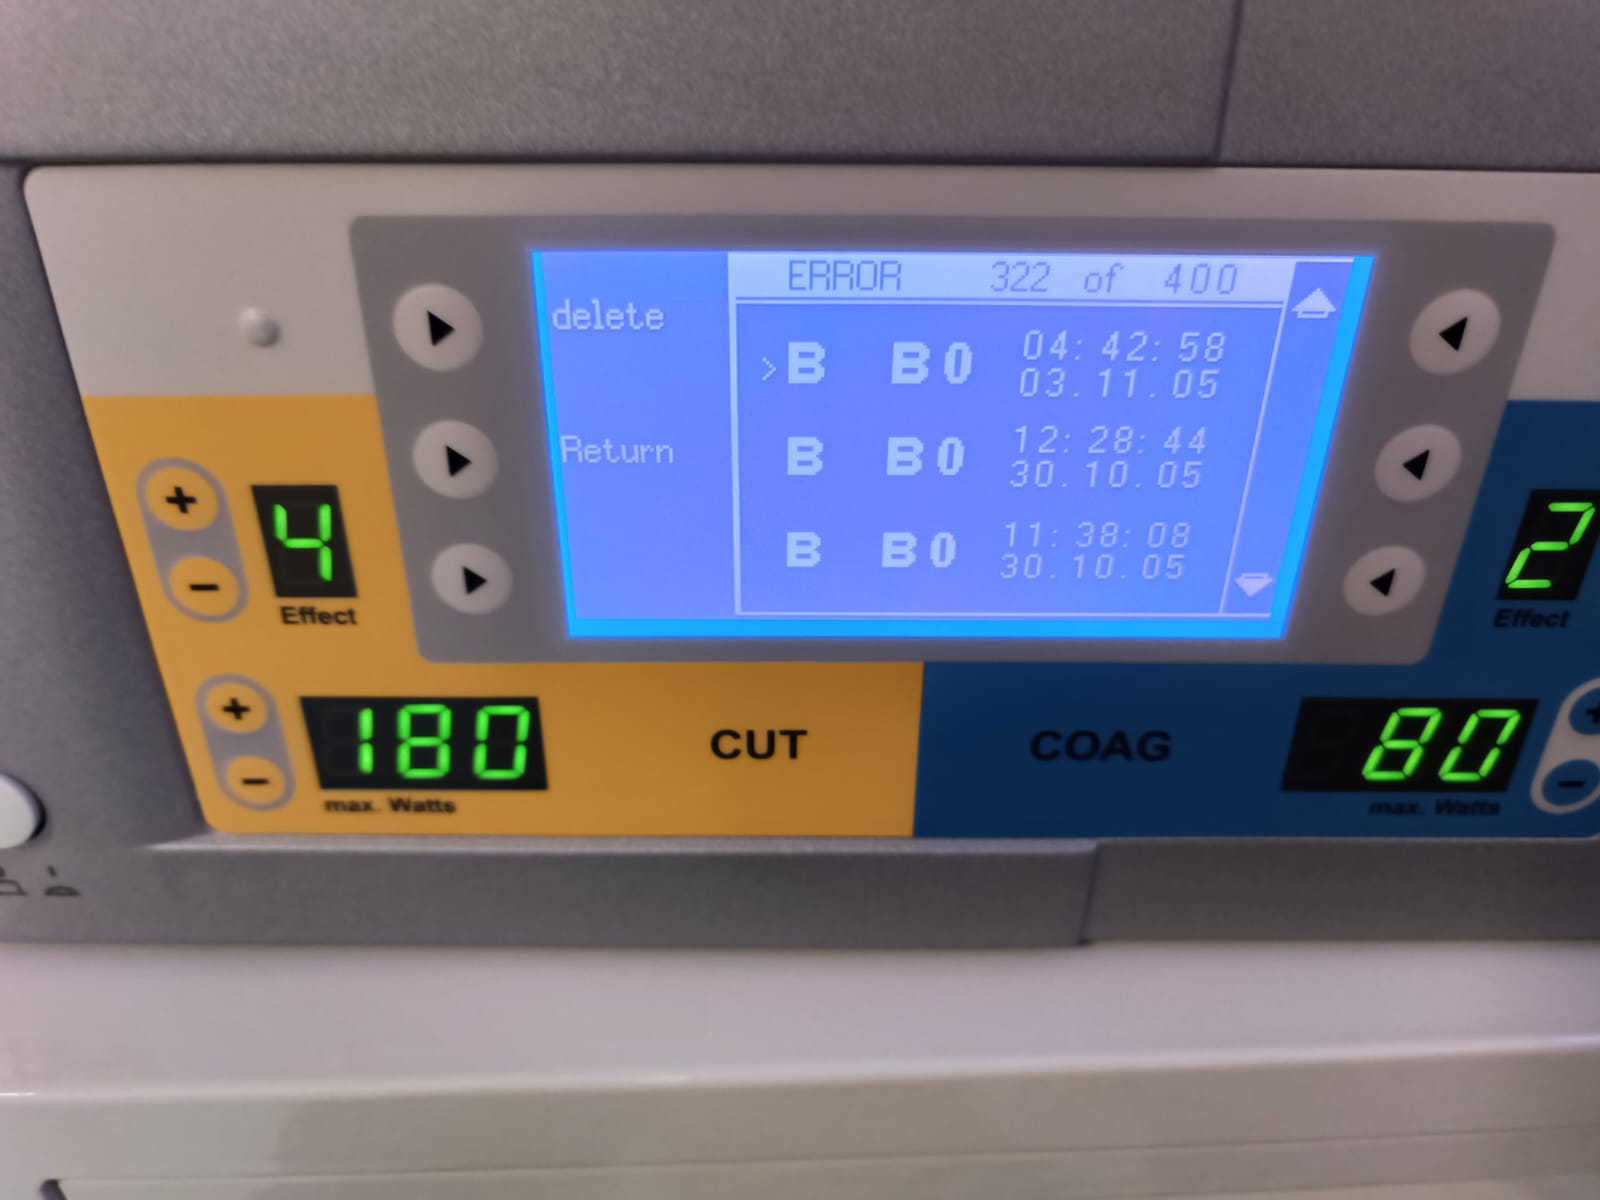 ERROR 322 of 400
delete
> B B0 04:42:58
03.11.05
B B0 12:28:44
30.10.05
Return
B B0 11:38:08
30.10.05
+
-
4
Effect
2
Effect
+
-
180
max. Watts
CUT
COAG
80
max. Watts
+
-